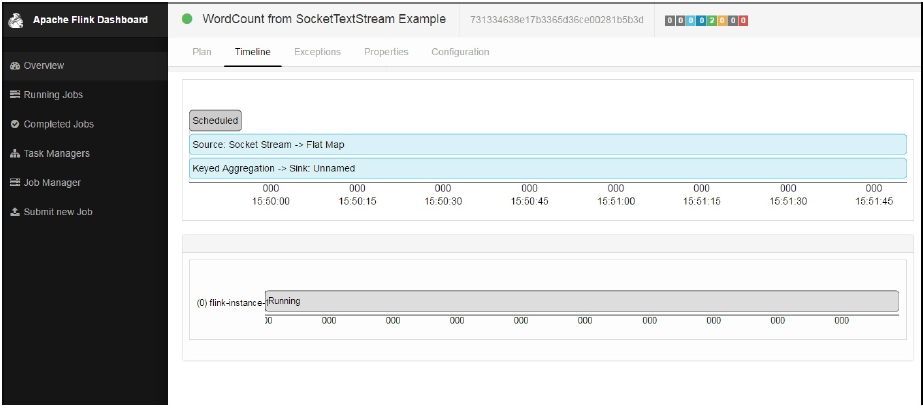 Apache Flink Dashboard
WordCount from SocketTextStream Example
731334638e17b3365d36ce00281b5b3d
0 0 0 0 2 0 0 0
Plan Timeline Exceptions Properties Configuration
Overview
Running Jobs
Completed Jobs
Task Managers
Job Manager
Submit new Job
Scheduled
Source: Socket Stream -> Flat Map
Keyed Aggregation -> Sink: Unnamed
000 000 000 000 000 000 000 000
15:50:00 15:50:15 15:50:30 15:50:45 15:51:00 15:51:15 15:51:30 15:51:45
(0) flink-instance-
Running
000 000 000 000 000 000 000 000 000